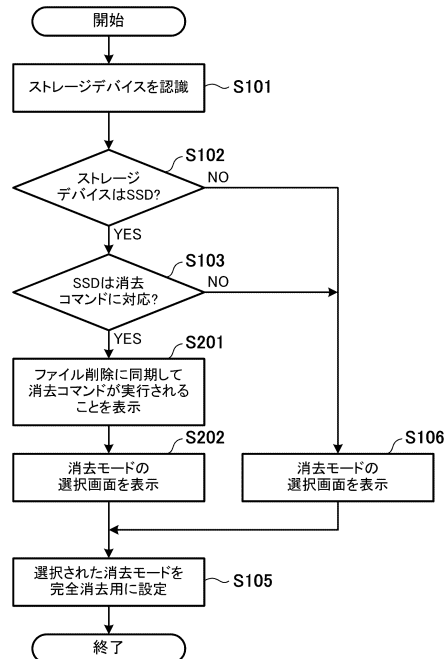 開始
ストレージデバイスを認識
S101
S102
ストレージ
デバイスはSSD?
NO
YES
S103
SSDは消去
コマンドに対応?
NO
YES
S201
ファイル削除に同期して
消去コマンドが実行される
ことを表示
S202
消去モードの
選択画面を表示
S106
消去モードの
選択画面を表示
選択された消去モードを
完全消去用に設定
S105
終了